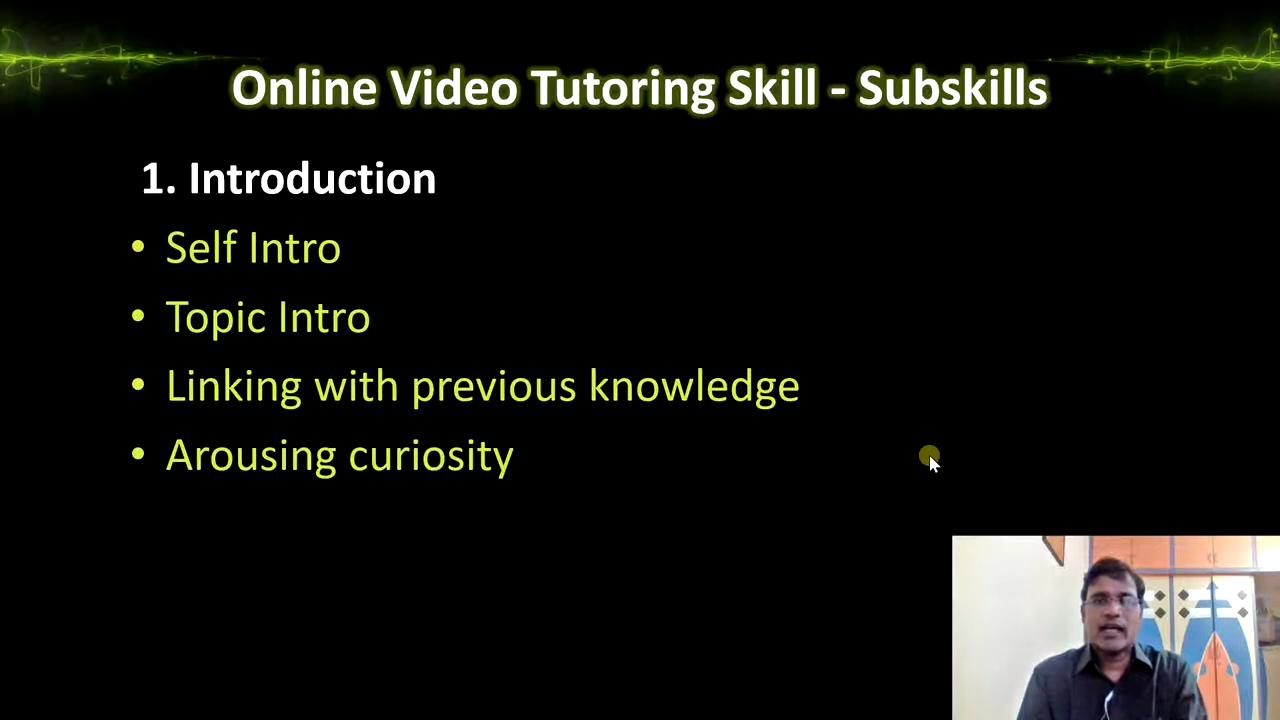 Online Video Tutoring Skill - Subskills
1. Introduction
• Self Intro
• Topic Intro
• Linking with previous knowledge
• Arousing curiosity